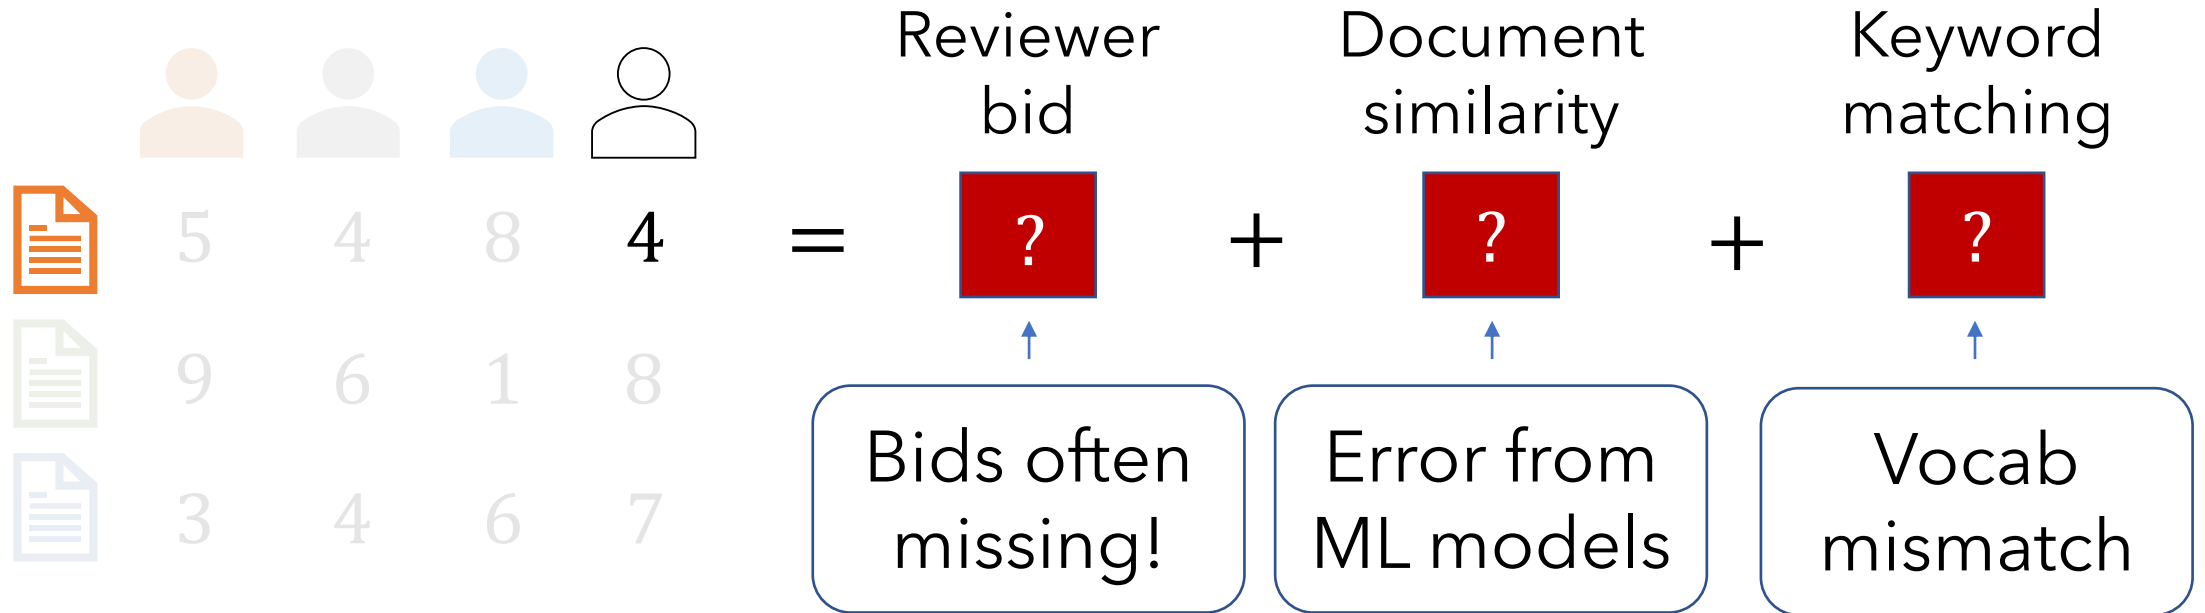 Reviewer
bid
Document
similarity
Keyword
matching
5 4 8 4 = ? + ? + ?
9 6 1 8
3 4 6 7
Bids often
missing!
Error from
ML models
Vocab
mismatch